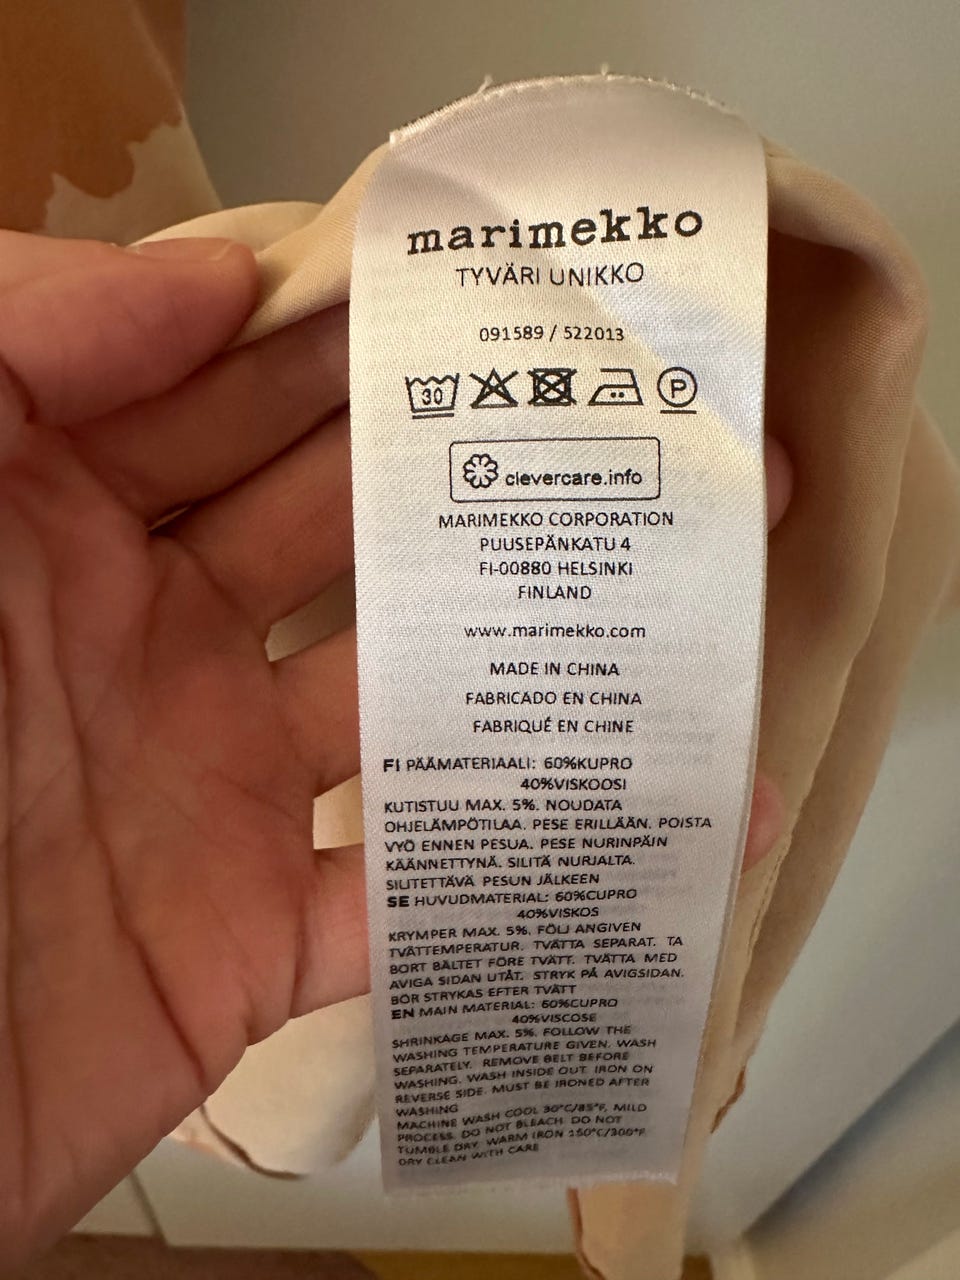 marimekko
TYVÄRI UNIKKO
091589 / 522013
30
P
clevercare.info
MARIMEKKO CORPORATION
PUUSEPÄNKATU 4
FI-00880 HELSINKI
FINLAND
www.marimekko.com
MADE IN CHINA
FABRICADO EN CHINA
FABRIQUÉ EN CHINE
FI PÄÄMATERIAALI: 60%KUPRO
40%VISKOOSI
KUTISTUU MAX. 5%. NOUDATA
OHJELÄMPÖTILAA. PESE ERILLÄÄN. POISTA
VYÖ ENNEN PESUA. PESE NURINPÄIN
KÄÄNNETTYNÄ. SILITÄ NURJALTA.
SILITETTÄVÄ PESUN JÄLKEEN
SE HUVUDMATERIAL: 60%CUPRO
40%VISKOS
KRYMPER MAX. 5%. FÖLJ ANGIVEN
TVÄTTEMPERATUR. TVÄTTA SEPARAT. TA
BORT BÄLTET FÖRE TVÄTT. TVÄTTA MED
AVIGA SIDAN UTÅT. STRYK PÅ AVIGSIDAN.
BÖR STRYKAS EFTER TVÄTT
EN MAIN MATERIAL: 60%CUPRO
40%VISCOSE
SHRINKAGE MAX. 5%. FOLLOW THE
WASHING TEMPERATURE GIVEN. WASH
SEPARATELY. REMOVE BELT BEFORE
WASHING. WASH INSIDE OUT. IRON ON
REVERSE SIDE. MUST BE IRONED AFTER
WASHING
MACHINE WASH COOL 30°C/85°F, MILD
PROCESS. DO NOT BLEACH. DO NOT
TUMBLE DRY. WARM IRON 150°C/300°F
DRY CLEAN WITH CARE